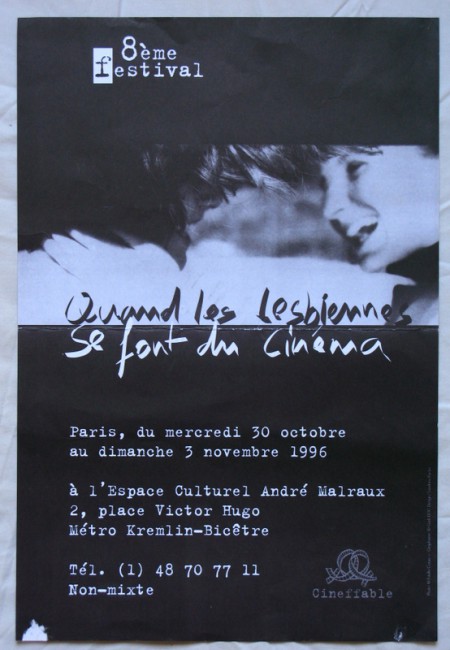 8ème
festival
Quand les lesbiennes
se font du cinéma
Paris, du mercredi 30 octobre
au dimanche 3 novembre 1996
à l'Espace Culturel André Malraux
2, place Victor Hugo
Métro Kremlin-Bicêtre
Tél. (1) 48 70 77 11
Non-mixte
Cineffable